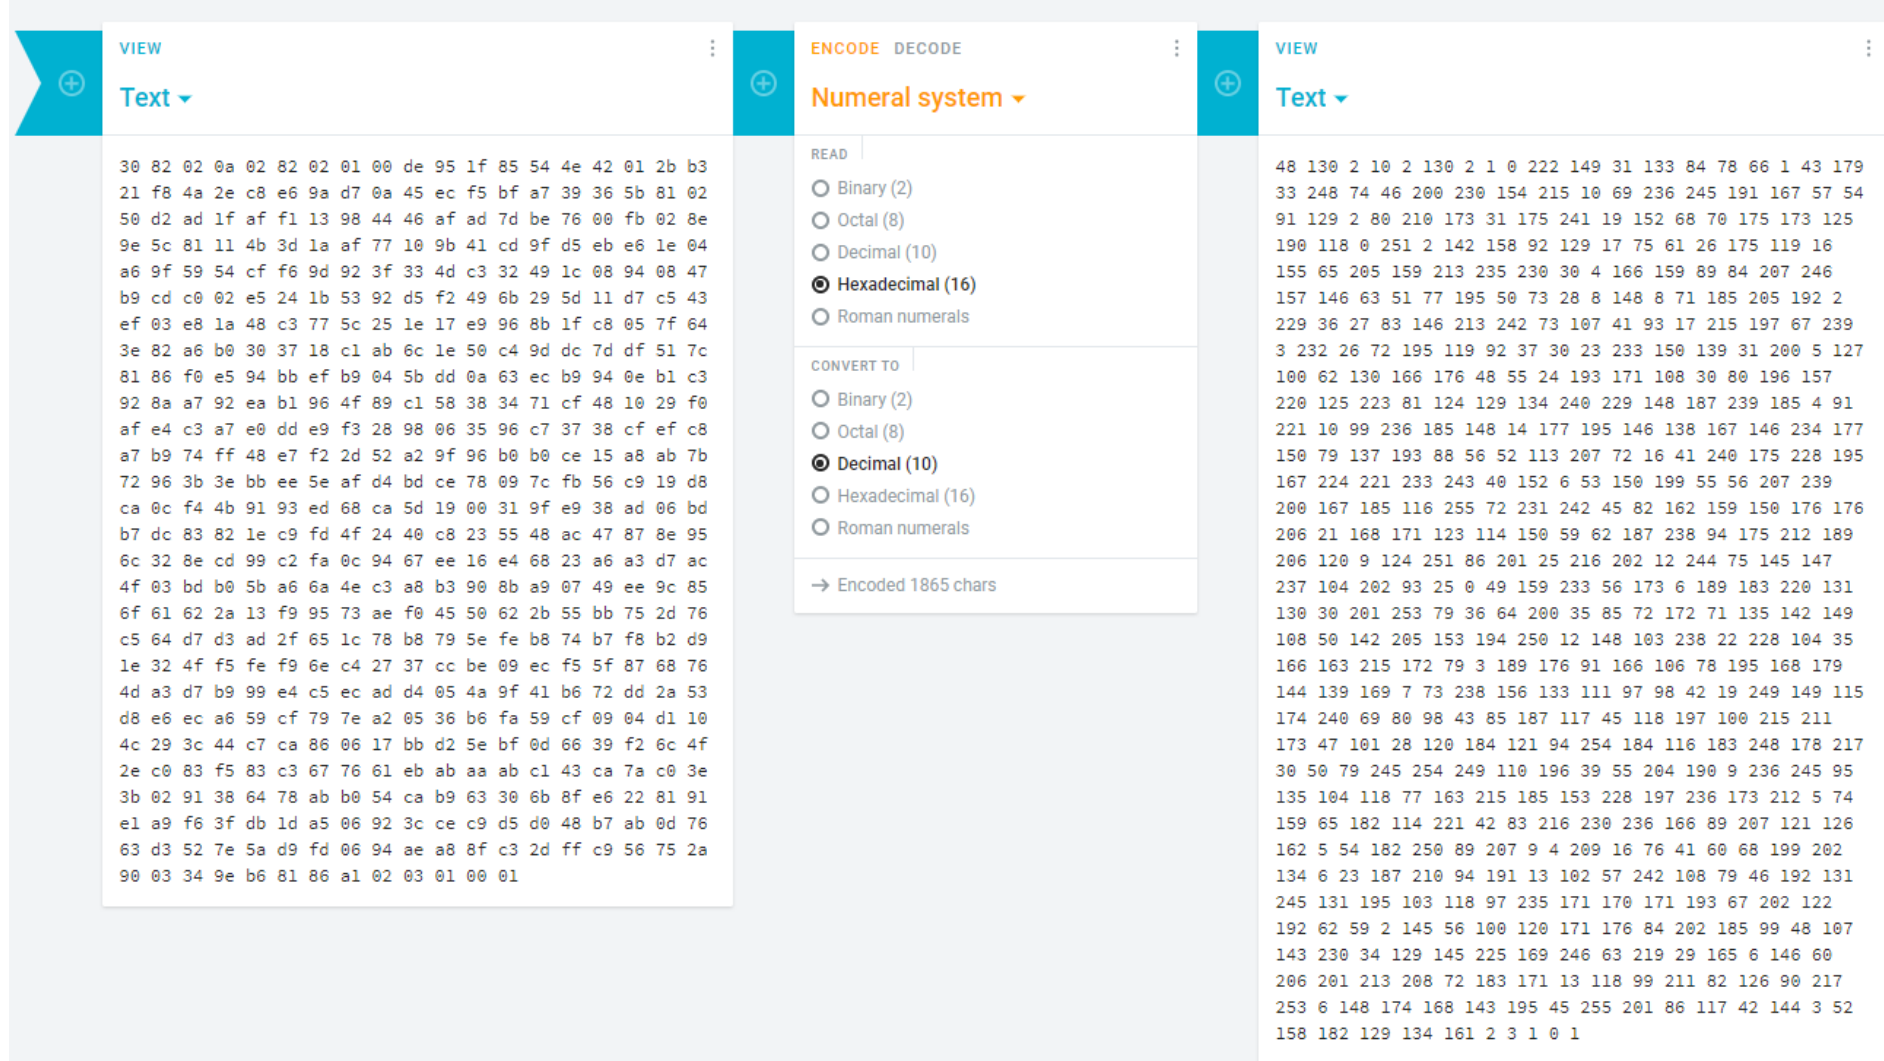 VIEW
Text
30 82 02 0a 02 82 02 01 00 de 95 1f 85 54 4e 42 01 2b b3
21 f8 4a 2e c8 e6 9a d7 0a 45 ec f5 bf a7 39 36 5b 81 02
50 d2 ad 1f af f1 13 98 44 46 af ad 7d be 76 00 fb 02 8e
9e 5c 81 11 4b 3d 1a af 77 10 9b 41 cd 9f d5 eb e6 1e 04
a6 9f 59 54 cf f6 9d 92 3f 33 4d c3 32 49 1c 08 94 08 47
b9 cd c0 02 e5 24 1b 53 92 d5 f2 49 6b 29 5d 11 d7 c5 43
ef 03 e8 1a 48 c3 77 5c 25 1e 17 e9 96 8b 1f c8 05 7f 64
3e 82 a6 b0 30 37 18 c1 ab 6c 1e 50 c4 9d dc 7d df 51 7c
81 86 f0 e5 94 bb ef b9 04 5b dd 0a 63 ec b9 94 0e b1 c3
92 8a a7 92 ea b1 96 4f 89 c1 58 38 34 71 cf 48 10 29 f0
af e4 c3 a7 e0 dd e9 f3 28 98 06 35 96 c7 37 38 cf ef c8
a7 b9 74 ff 48 e7 f2 2d 52 a2 9f 96 b0 b0 ce 15 a8 ab 7b
72 96 3b 3e bb ee 5e af d4 bd ce 78 09 7c fb 56 c9 19 d8
ca 0c f4 4b 91 93 ed 68 ca 5d 19 00 31 9f e9 38 ad 06 bd
b7 dc 83 82 1e c9 fd 4f 24 40 c8 23 55 48 ac 47 87 8e 95
6c 32 8e cd 99 c2 fa 0c 94 67 ee 16 e4 68 23 a6 a3 d7 ac
4f 03 bd b0 5b a6 6a 4e c3 a8 b3 90 8b a9 07 49 ee 9c 85
6f 61 62 2a 13 f9 95 73 ae f0 45 50 62 2b 55 bb 75 2d 76
c5 64 d7 d3 ad 2f 65 1c 78 b8 79 5e fe b8 74 b7 f8 b2 d9
1e 32 4f f5 fe f9 6e c4 27 37 cc be 09 ec f5 5f 87 68 76
4d a3 d7 b9 99 e4 c5 ec ad d4 05 4a 9f 41 b6 72 dd 2a 53
d8 e6 ec a6 59 cf 79 7e a2 05 36 b6 fa 59 cf 09 04 d1 10
4c 29 3c 44 c7 ca 86 06 17 bb d2 5e bf 0d 66 39 f2 6c 4f
2e c0 83 f5 83 c3 67 76 61 eb ab aa ab c1 43 ca 7a c0 3e
3b 02 91 38 64 78 ab b0 54 ca b9 63 30 6b 8f e6 22 81 91
e1 a9 f6 3f db 1d a5 06 92 3c ce c9 d5 d0 48 b7 ab 0d 76
63 d3 52 7e 5a d9 fd 06 94 ae a8 8f c3 2d ff c9 56 75 2a
90 03 34 9e b6 81 86 a1 02 03 01 00 01
ENCODE DECODE
Numeral system
READ
Binary (2)
Octal (8)
Decimal (10)
Hexadecimal (16)
Roman numerals
CONVERT TO
Binary (2)
Octal (8)
Decimal (10)
Hexadecimal (16)
Roman numerals
→ Encoded 1865 chars
VIEW
Text
48 130 2 10 2 130 2 1 0 222 149 31 133 84 78 66 1 43 179
33 248 74 46 200 230 154 215 10 69 236 245 191 167 57 54
91 129 2 80 210 173 31 175 241 19 152 68 70 175 173 125
190 118 0 251 2 142 158 92 129 17 75 61 26 175 119 16
155 65 205 159 213 235 230 30 4 166 159 89 84 207 246
157 146 63 51 77 195 50 73 28 8 148 8 71 185 205 192 2
229 36 27 83 146 213 242 73 107 41 93 17 215 197 67 239
3 232 26 72 195 119 92 37 30 23 233 150 139 31 200 5 127
100 62 130 166 176 48 55 24 193 171 108 30 80 196 157
220 125 223 81 124 129 134 240 229 148 187 239 185 4 91
221 10 99 236 185 148 14 177 195 146 138 167 146 234 177
150 79 137 193 88 56 52 113 207 72 16 41 240 175 228 195
167 224 221 233 243 40 152 6 53 150 199 55 56 207 239
200 167 185 116 255 72 231 242 45 82 162 159 150 176 176
206 21 168 171 123 114 150 59 62 187 238 94 175 212 189
206 120 9 124 251 86 201 25 216 202 12 244 75 145 147
237 104 202 93 25 0 49 159 233 56 173 6 189 183 220 131
130 30 201 253 79 36 64 200 35 85 72 172 71 135 142 149
108 50 142 205 153 194 250 12 148 103 238 22 228 104 35
166 163 215 172 79 3 189 176 91 166 106 78 195 168 179
144 139 169 7 73 238 156 133 111 97 98 42 19 249 149 115
174 240 69 80 98 43 85 187 117 45 118 197 100 215 211
173 47 101 28 120 184 121 94 254 184 116 183 248 178 217
30 50 79 245 254 249 110 196 39 55 204 190 9 236 245 95
135 104 118 77 163 215 185 153 228 197 236 173 212 5 74
159 65 182 114 221 42 83 216 230 236 166 89 207 121 126
162 5 54 182 250 89 207 9 4 209 16 76 41 60 68 199 202
134 6 23 187 210 94 191 13 102 57 242 108 79 46 192 131
245 131 195 103 118 97 235 171 170 171 193 67 202 122
192 62 59 2 145 56 100 120 171 176 84 202 185 99 48 107
143 230 34 129 145 225 169 246 63 219 29 165 6 146 60
206 201 213 208 72 183 171 13 118 99 211 82 126 90 217
253 6 148 174 168 143 195 45 255 201 86 117 42 144 3 52
158 182 129 134 161 2 3 1 0 1